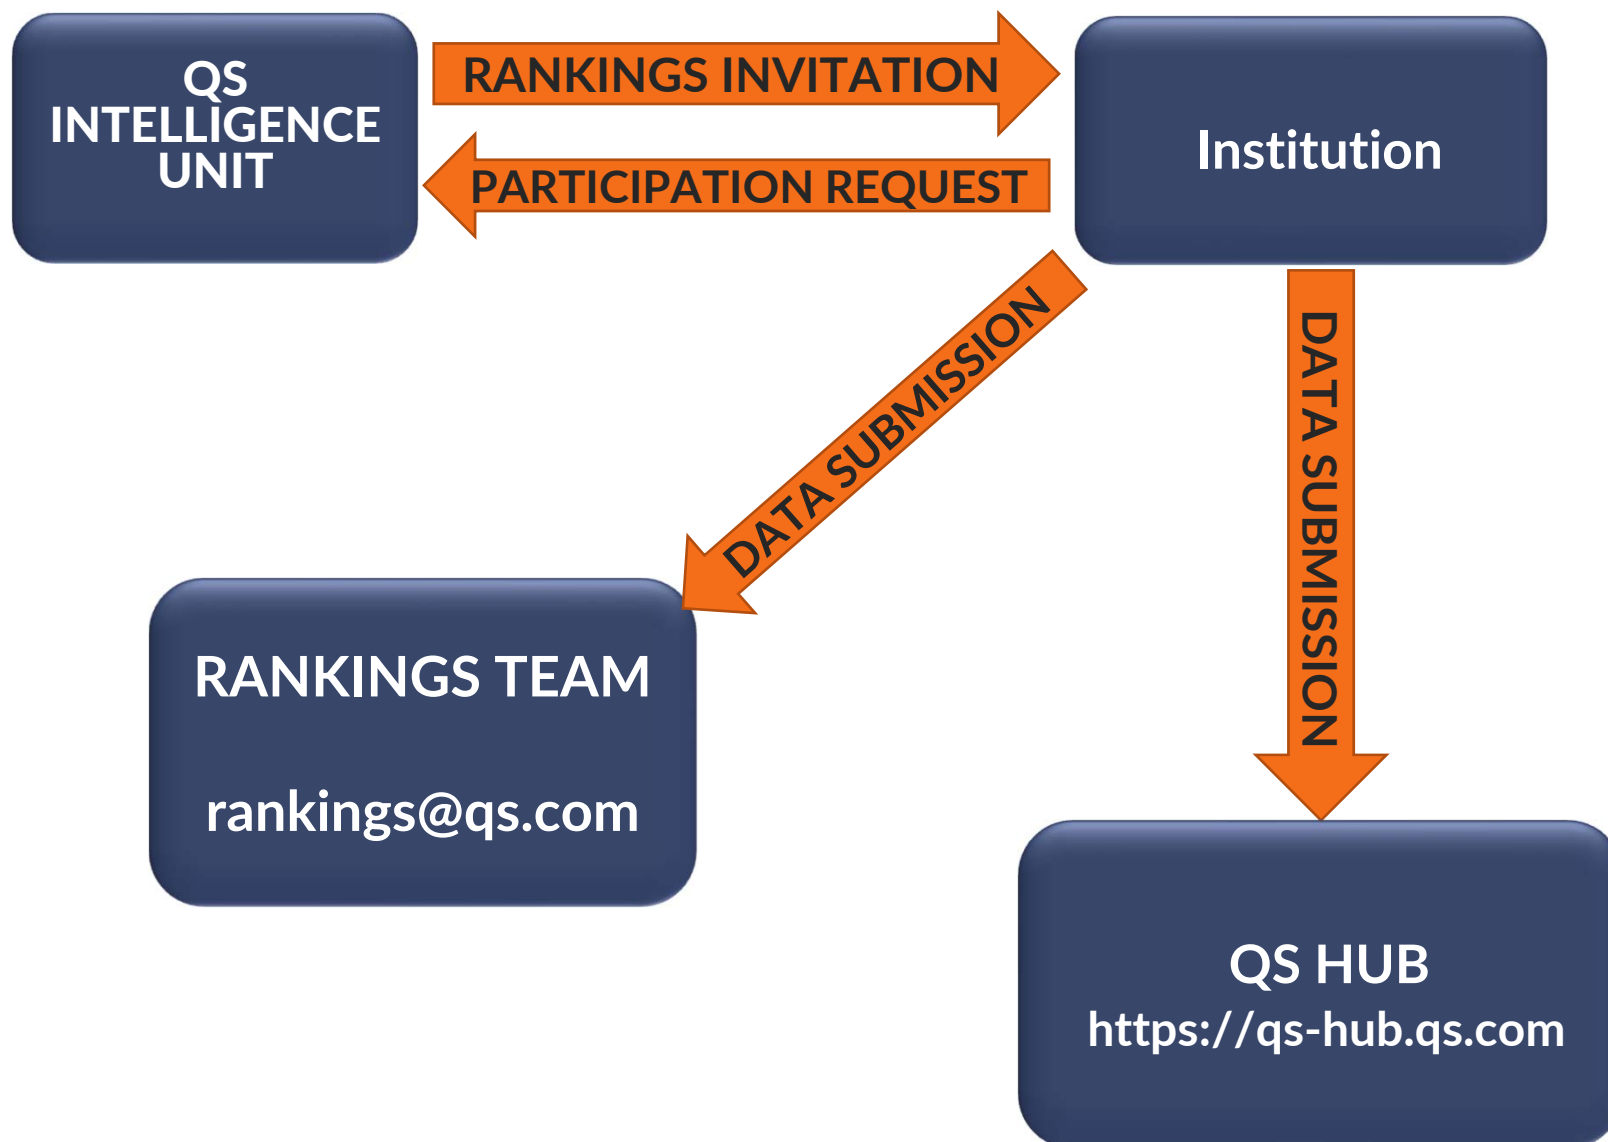 QS
INTELLIGENCE
UNIT
RANKINGS INVITATION
PARTICIPATION REQUEST
Institution
DATA SUBMISSION
DATA SUBMISSION
RANKINGS TEAM
rankings@qs.com
QS HUB
https://qs-hub.qs.com